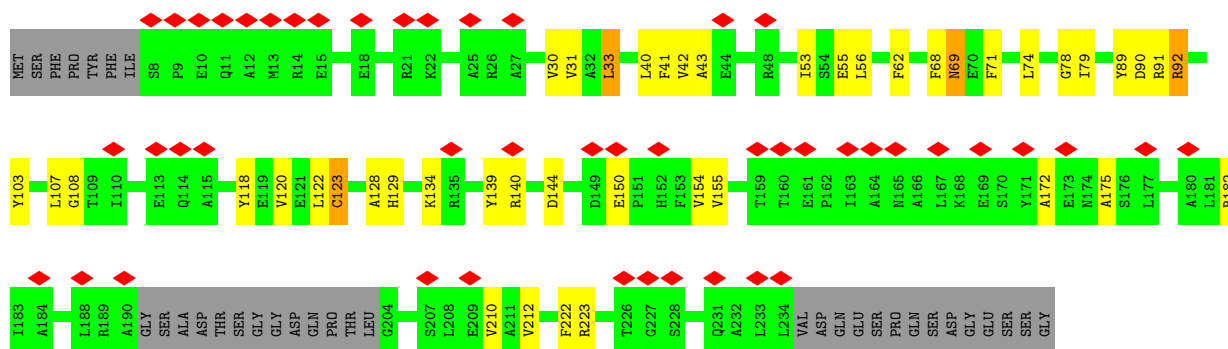 MET SER PHE PRO TYR PHE ILE S8 P9 E10 Q11 A12 M13 R14 E15 E18 R21 K22 A25 R26 A27 V30 V31 A32 L33 L40 F41 V42 A43 E44 R48 I53 S54 E55 L56 F62 F68 N69 E70 F71 L74 G78 I79 Y89 D90 R91 R92
Y103 L107 G108 T109 I110 E113 Q114 A115 Y118 E119 V120 E121 L122 C123 A128 H129 K134 R135 Y139 R140 D144 D149 E150 P151 H152 F153 V154 V155 T159 T160 E161 P162 I163 A164 N165 A166 L167 K168 E169 S170 Y171 A172 E173 N174 A175 S176 L177 A180 L181 R182
I183 A184 L188 R189 A190 GLY SER ALA ASP THR SER GLY GLY ASP GLN PRO THR LEU G204 S207 L208 E209 V210 A211 V212 F222 R223 T226 G227 S228 Q231 A232 L233 L234 VAL ASP GLN GLU SER PRO GLN SER ASP GLY GLU SER SER GLY